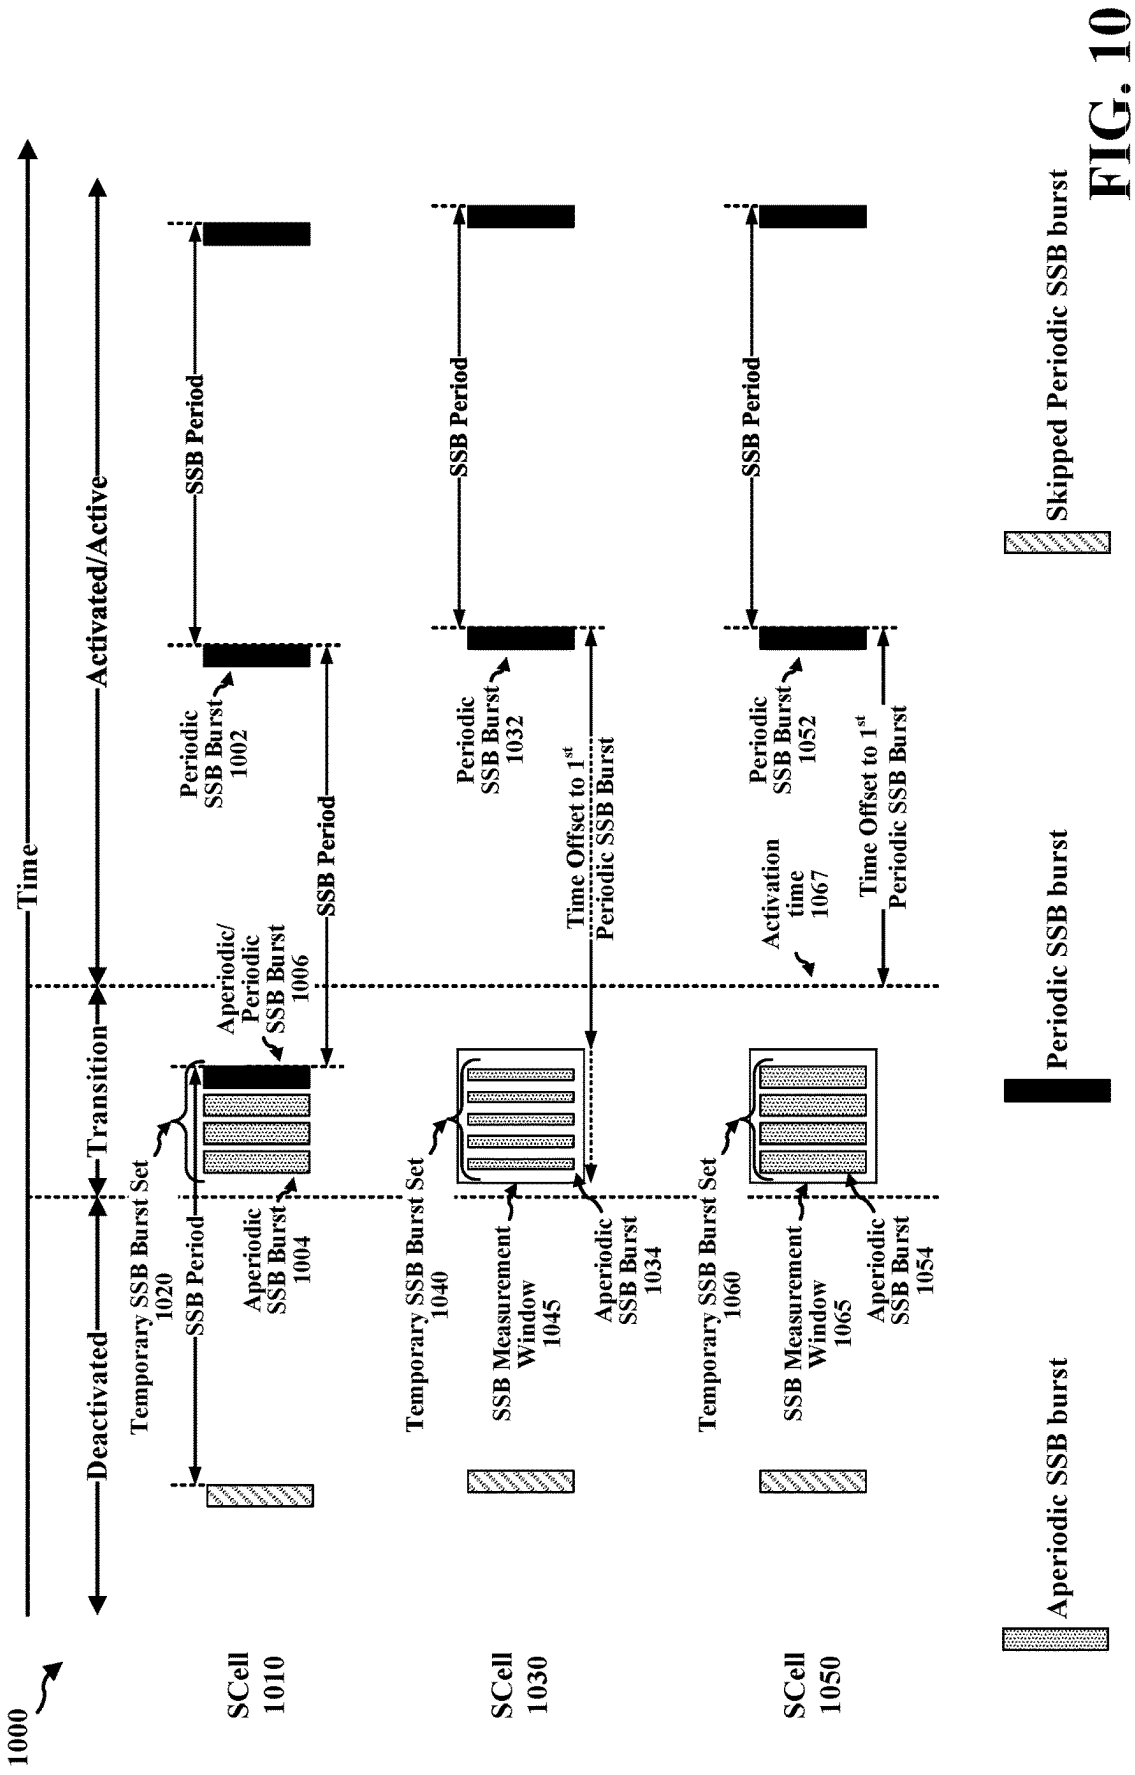 1000
Time
Deactivated
Transition
Activated/Active
SCell
1010
Temporary SSB Burst Set
1020
SSB Period
Aperiodic
SSB Burst
1004
Aperiodic/
Periodic
SSB Burst
1006
SSB Period
Periodic
SSB Burst
1002
SSB Period
SCell
1030
Temporary SSB Burst Set
1040
SSB Measurement
Window
1045
Aperiodic
SSB Burst
1034
Time Offset to 1st
Periodic SSB Burst
Periodic
SSB Burst
1032
SSB Period
SCell
1050
Temporary SSB Burst Set
1060
SSB Measurement
Window
1065
Aperiodic
SSB Burst
1054
Activation
time
1067
Time Offset to 1st
Periodic SSB Burst
Periodic
SSB Burst
1052
SSB Period
Aperiodic SSB burst
Periodic SSB burst
Skipped Periodic SSB burst
FIG. 10